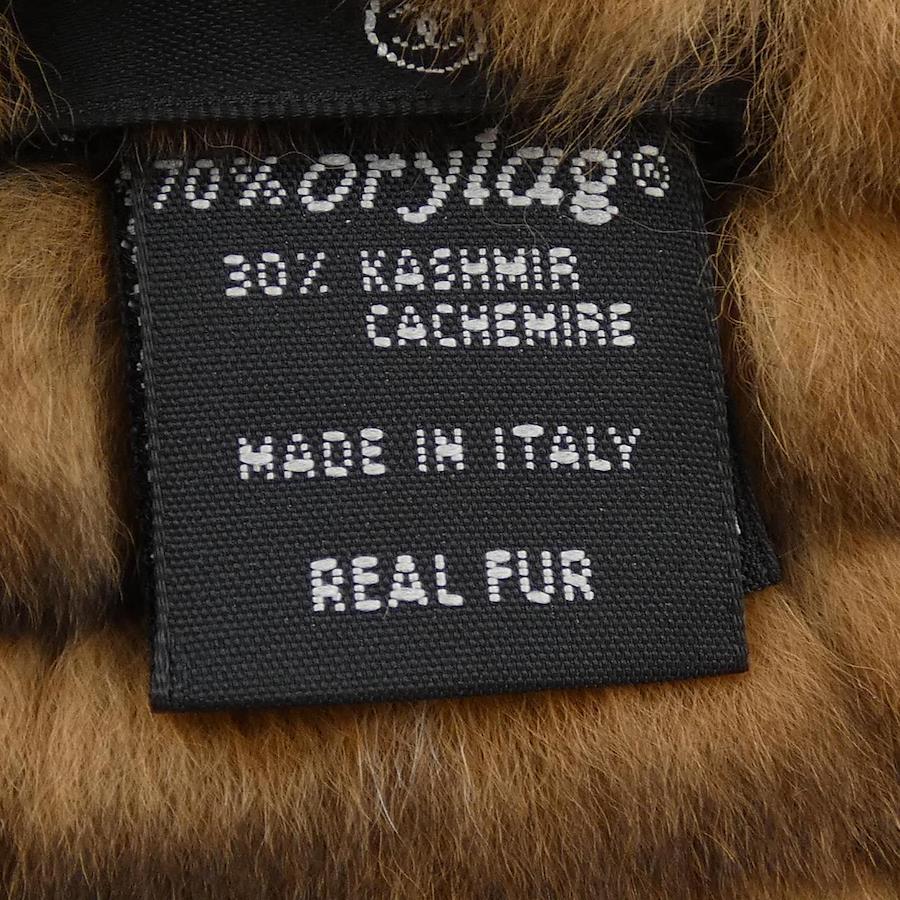 70% orylag®
30% KASHMIR
CACHEMIRE
MADE IN ITALY
REAL FUR